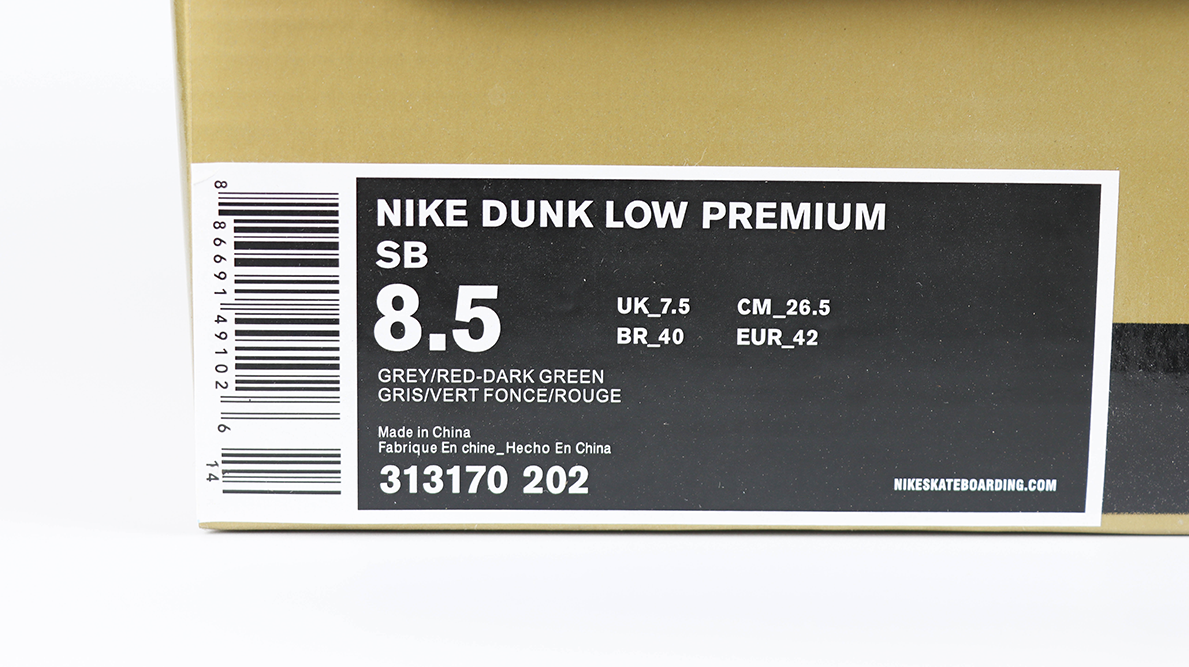 8 86691 49102 6
14
NIKE DUNK LOW PREMIUM
SB
8.5
UK_7.5 CM_26.5
BR_40 EUR_42
GREY/RED-DARK GREEN
GRIS/VERT FONCE/ROUGE
Made in China
Fabrique En chine_Hecho En China
313170 202
NIKESKATEBOARDING.COM